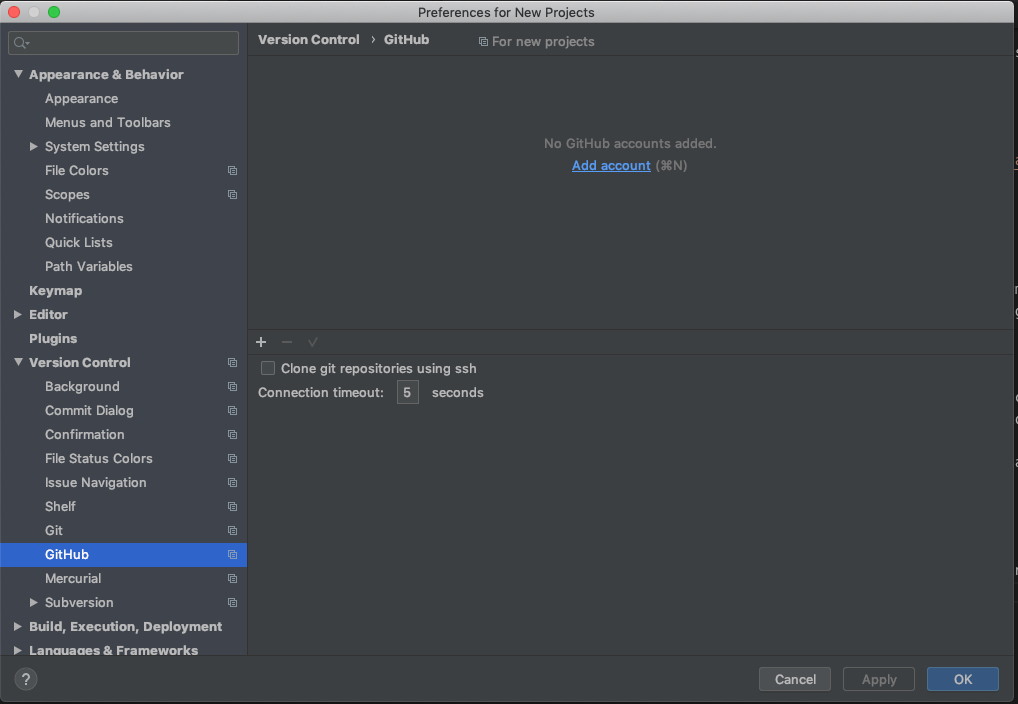 Preferences for New Projects
Version Control › GitHub
For new projects
Appearance & Behavior
Appearance
Menus and Toolbars
System Settings
File Colors
Scopes
Notifications
Quick Lists
Path Variables
Keymap
Editor
Plugins
Version Control
Background
Commit Dialog
Confirmation
File Status Colors
Issue Navigation
Shelf
Git
GitHub
Mercurial
Subversion
Build, Execution, Deployment
Languages & Frameworks
No GitHub accounts added.
Add account (⌘N)
Clone git repositories using ssh
Connection timeout: 5 seconds
?
Cancel
Apply
OK